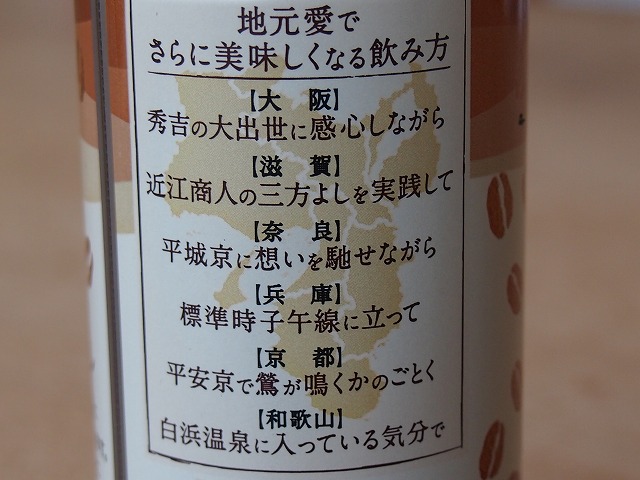 地元愛で
さらに美味しくなる飲み方
【大　阪】
秀吉の大出世に感心しながら
【滋　賀】
近江商人の三方よしを実践して
【奈　良】
平城京に想いを馳せながら
【兵　庫】
標準時子午線に立って
【京　都】
平安京で鶯が鳴くかのごとく
【和歌山】
白浜温泉に入っている気分で